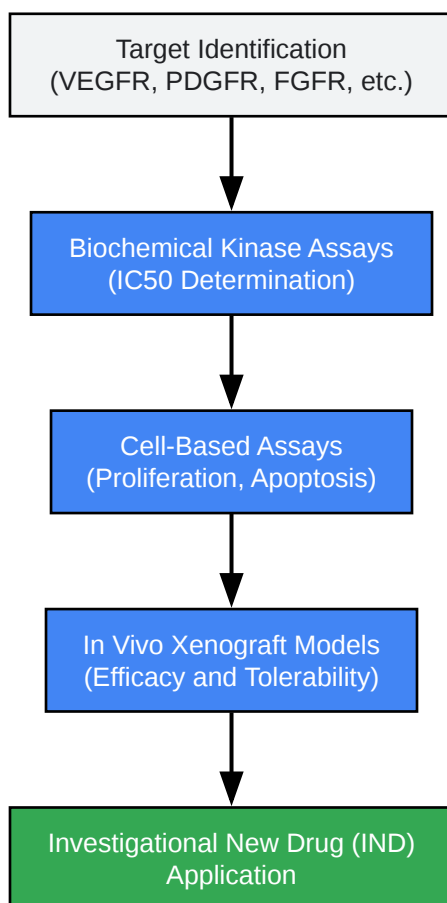 Target Identification
(VEGFR, PDGFR, FGFR, etc.)
Biochemical Kinase Assays
(IC50 Determination)
Cell-Based Assays
(Proliferation, Apoptosis)
In Vivo Xenograft Models
(Efficacy and Tolerability)
Investigational New Drug (IND)
Application